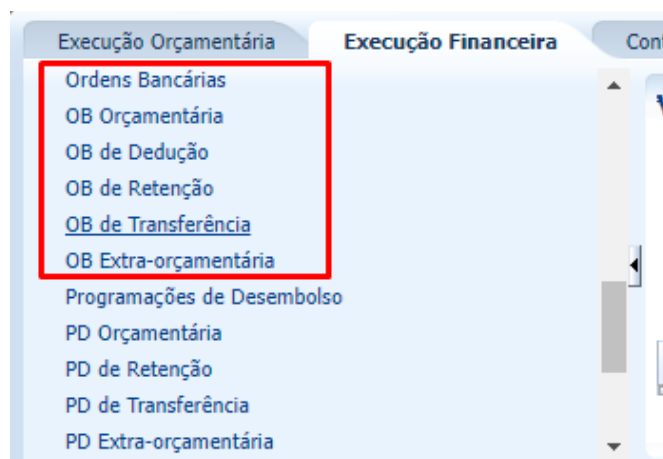 Execução Orçamentária Execução Financeira
Ordens Bancárias
OB Orçamentária
OB de Dedução
OB de Retenção
OB de Transferência
OB Extra-orçamentária
Programações de Desembolso
PD Orçamentária
PD de Retenção
PD de Transferência
PD Extra-orçamentária